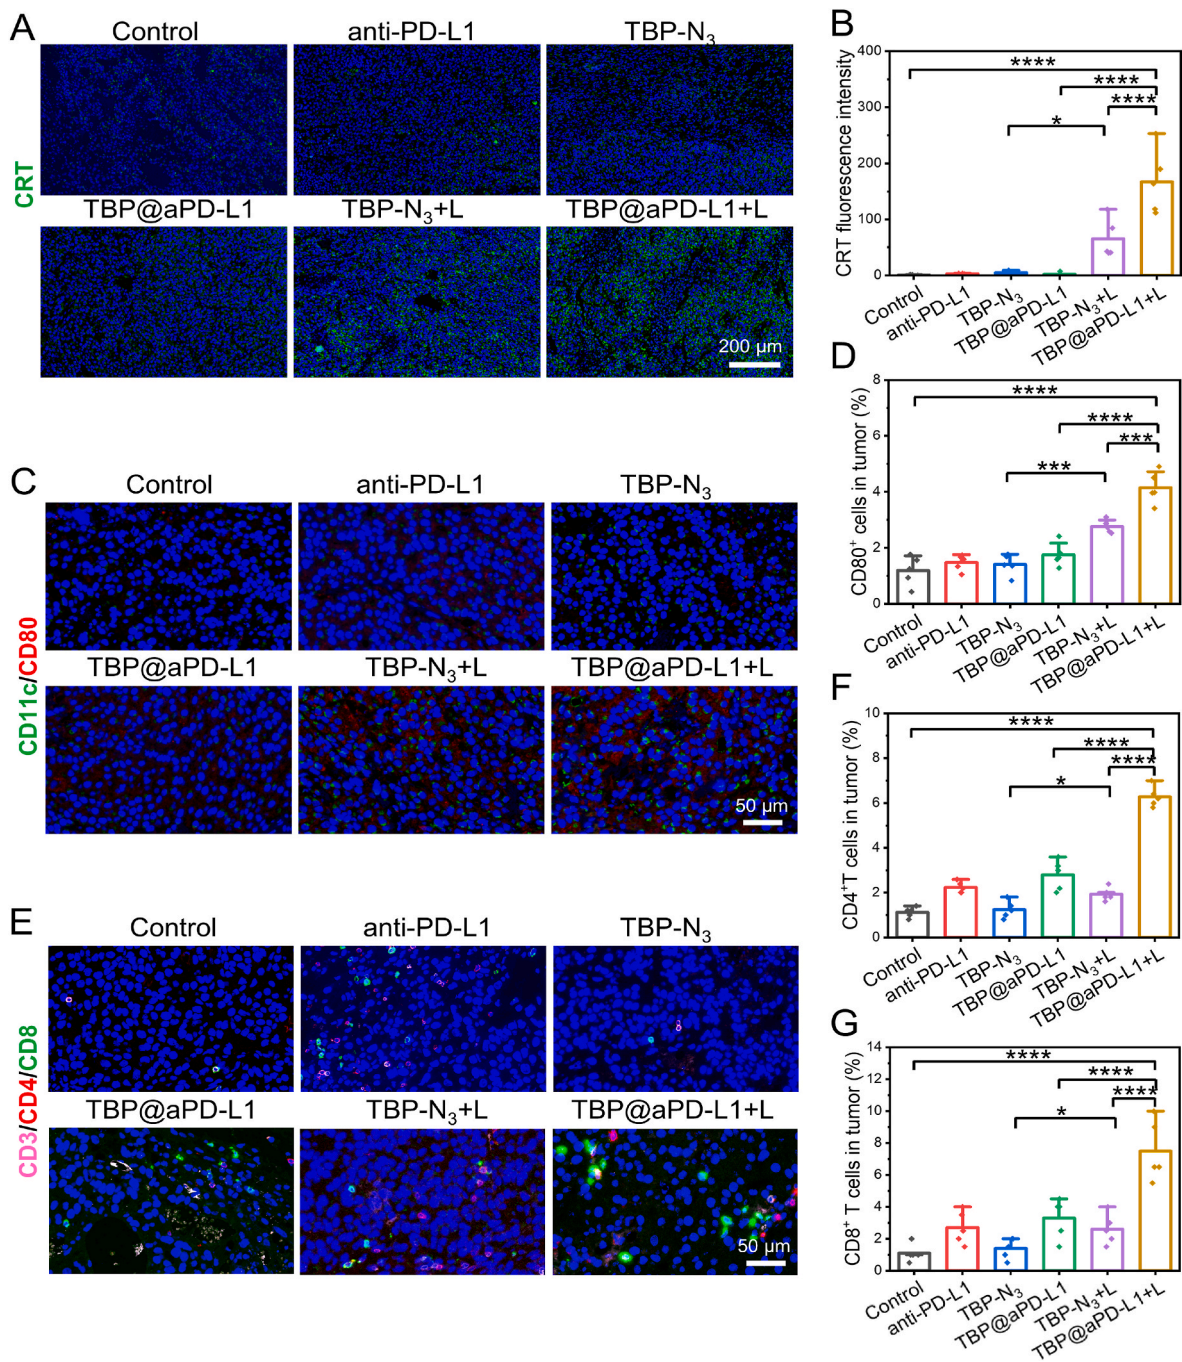 A
Control
anti-PD-L1
TBP-N₃
CRT
TBP@aPD-L1
TBP-N₃+L
TBP@aPD-L1+L
200 µm
B
CRT fluorescence intensity
400
300
200
100
0
****
****
****
*
Control
anti-PD-L1
TBP-N₃
TBP@aPD-L1
TBP-N₃+L
TBP@aPD-L1+L
C
Control
anti-PD-L1
TBP-N₃
CD11c/CD80
TBP@aPD-L1
TBP-N₃+L
TBP@aPD-L1+L
50 µm
D
CD80⁺ cells in tumor (%)
8
6
4
2
0
****
****
***
***
Control
anti-PD-L1
TBP-N₃
TBP@aPD-L1
TBP-N₃+L
TBP@aPD-L1+L
E
Control
anti-PD-L1
TBP-N₃
CD3/CD4/CD8
TBP@aPD-L1
TBP-N₃+L
TBP@aPD-L1+L
50 µm
F
CD4⁺T cells in tumor (%)
10
8
6
4
2
0
****
****
****
*
Control
anti-PD-L1
TBP-N₃
TBP@aPD-L1
TBP-N₃+L
TBP@aPD-L1+L
G
CD8⁺ T cells in tumor (%)
14
12
10
8
6
4
2
0
****
****
****
*
Control
anti-PD-L1
TBP-N₃
TBP@aPD-L1
TBP-N₃+L
TBP@aPD-L1+L